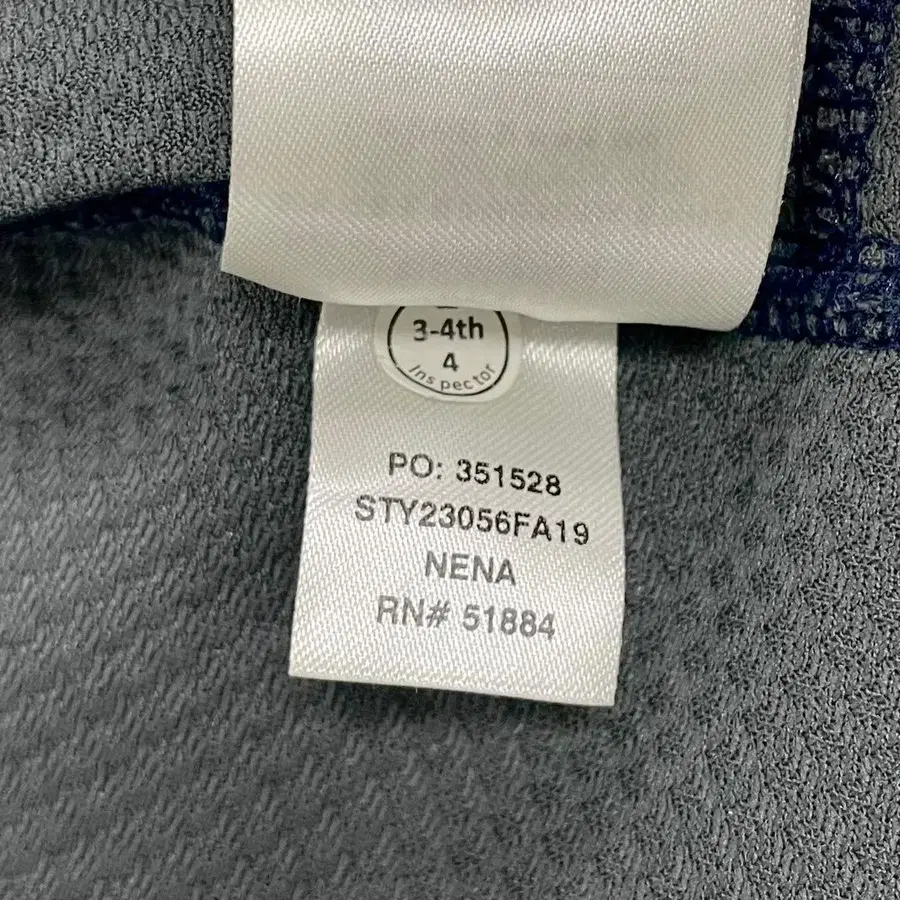 3-4th
4
Inspector
PO: 351528
STY23056FA19
NENA
RN# 51884